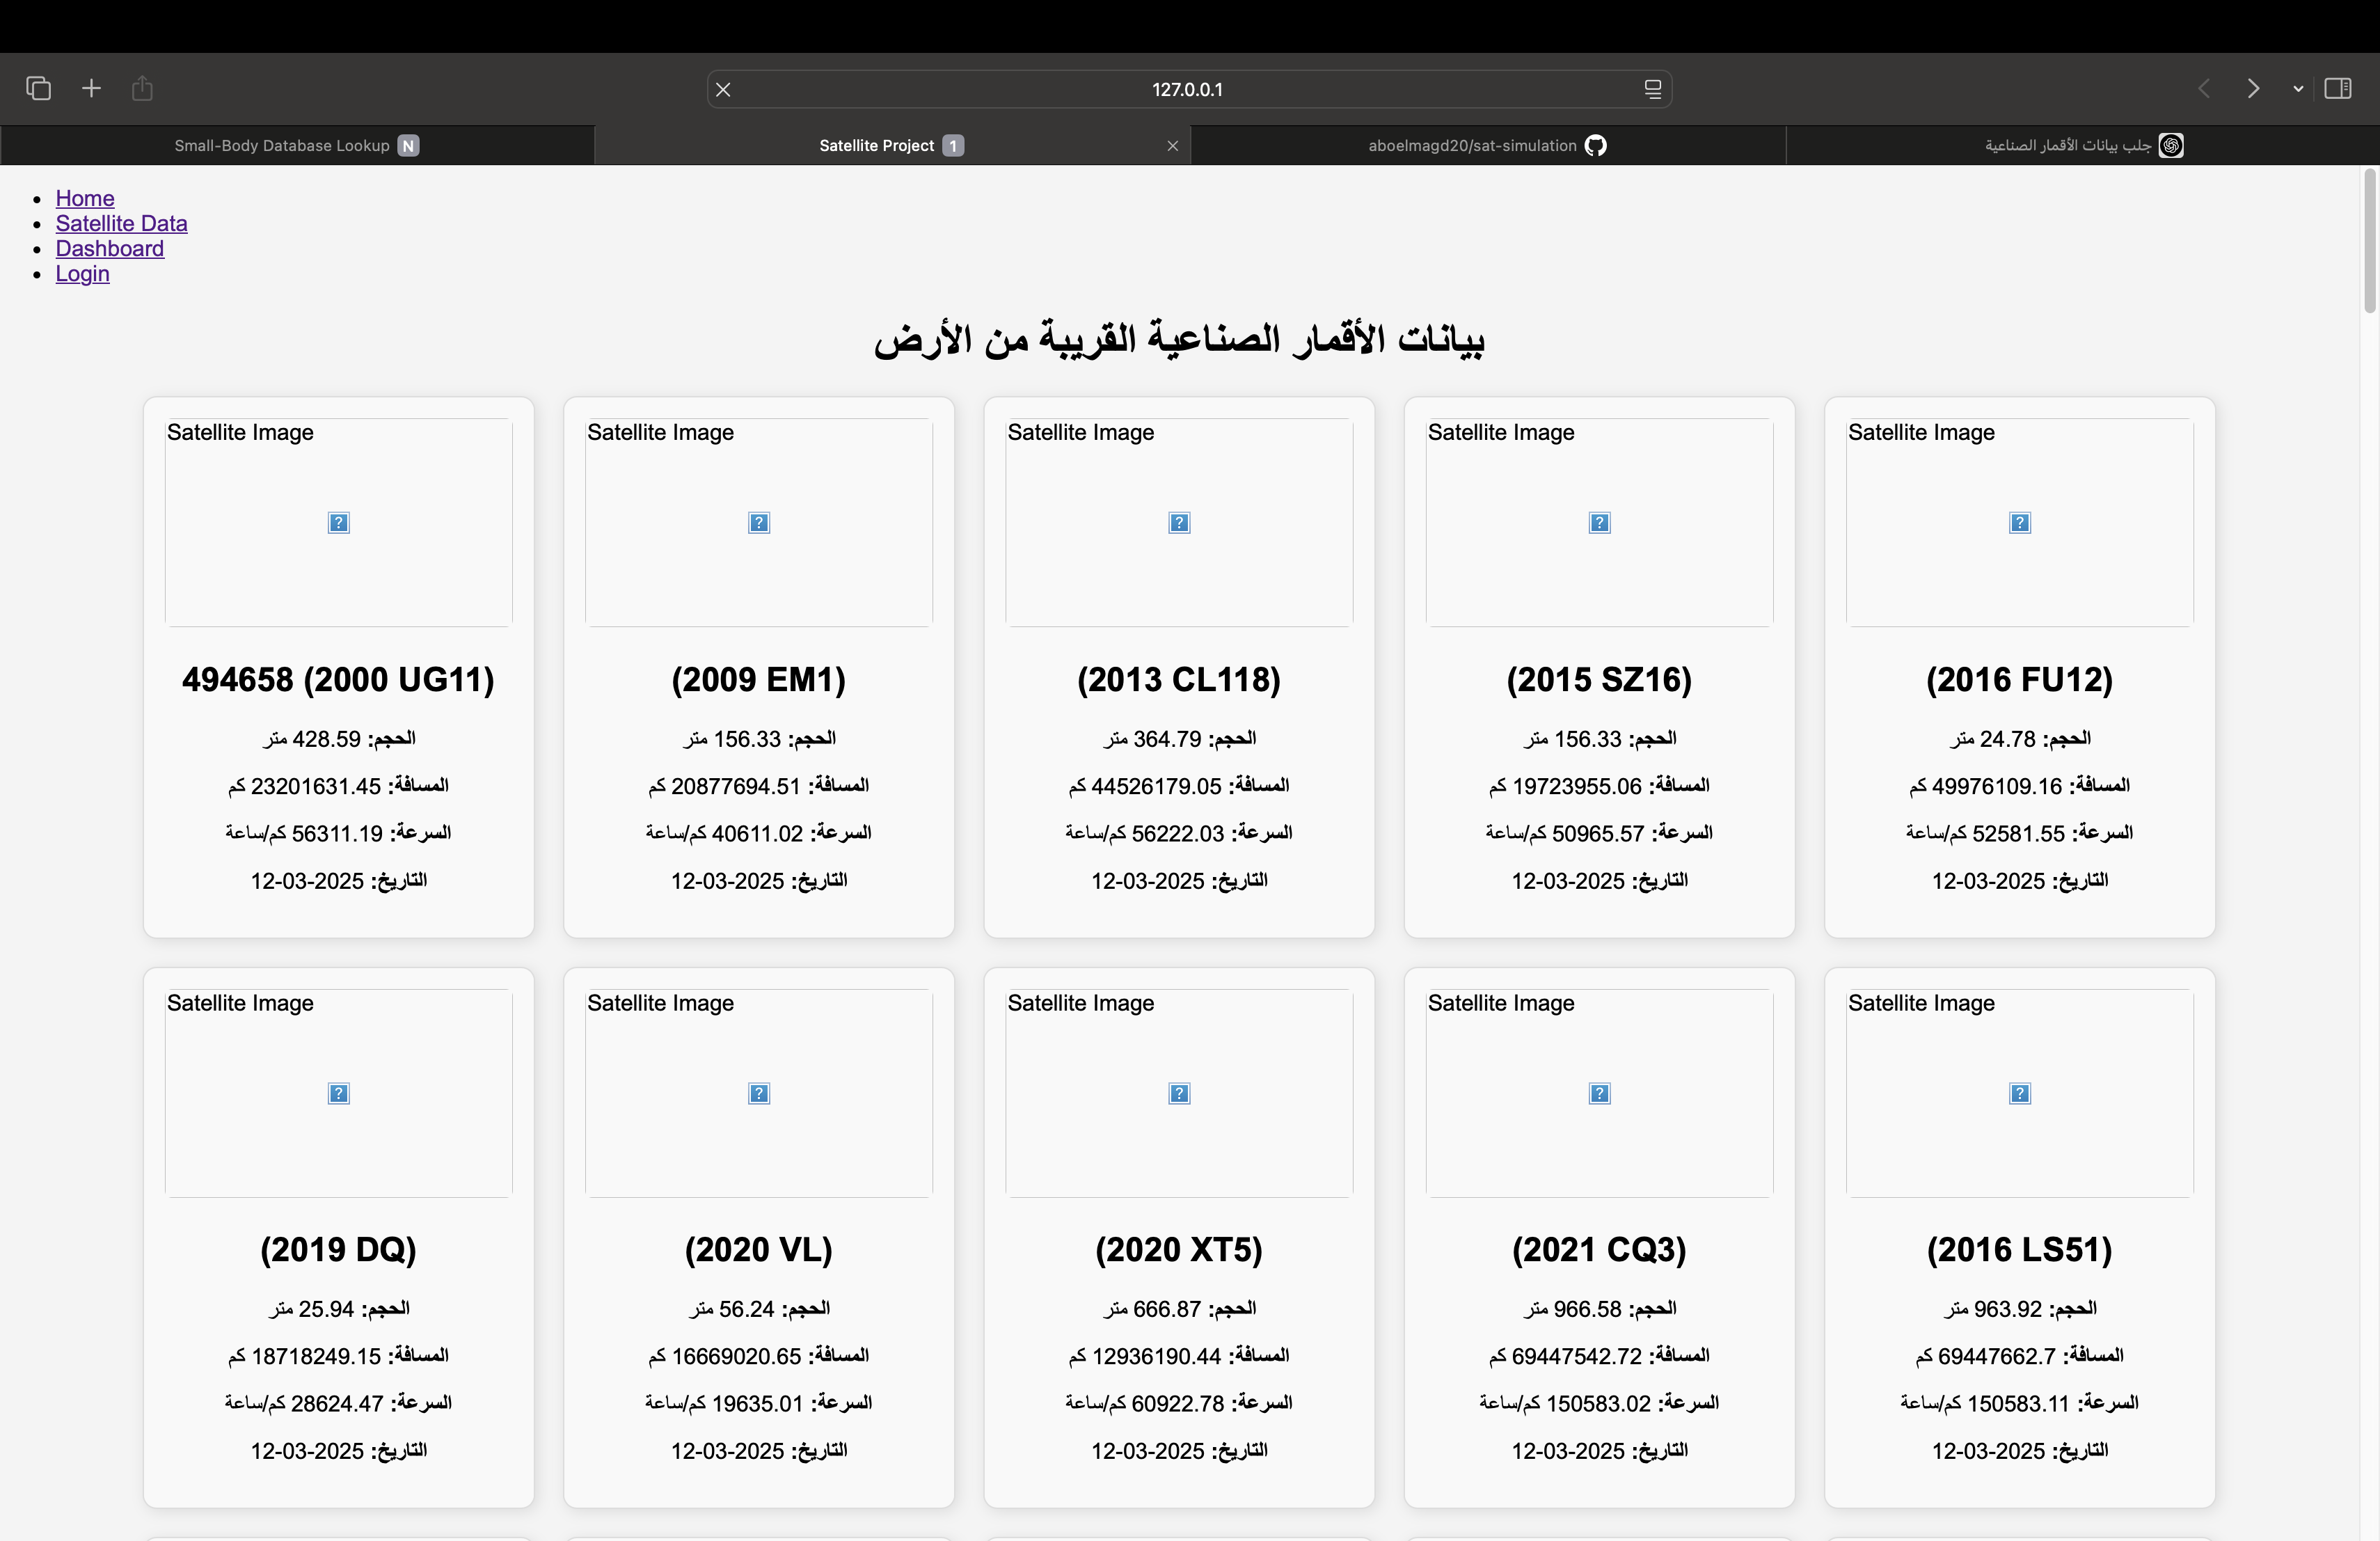 127.0.0.1
Small-Body Database Lookup N
Satellite Project 1
aboelmagd20/sat-simulation
جلب بيانات الأقمار الصناعية
Home
Satellite Data
Dashboard
Login
بيانات الأقمار الصناعية القريبة من الأرض
Satellite Image
494658 (2000 UG11)
الحجم: 428.59 متر
المسافة: 23201631.45 كم
السرعة: 56311.19 كم/ساعة
التاريخ: 2025-03-12
Satellite Image
(2009 EM1)
الحجم: 156.33 متر
المسافة: 20877694.51 كم
السرعة: 40611.02 كم/ساعة
التاريخ: 2025-03-12
Satellite Image
(2013 CL118)
الحجم: 364.79 متر
المسافة: 44526179.05 كم
السرعة: 56222.03 كم/ساعة
التاريخ: 2025-03-12
Satellite Image
(2015 SZ16)
الحجم: 156.33 متر
المسافة: 19723955.06 كم
السرعة: 50965.57 كم/ساعة
التاريخ: 2025-03-12
Satellite Image
(2016 FU12)
الحجم: 24.78 متر
المسافة: 49976109.16 كم
السرعة: 52581.55 كم/ساعة
التاريخ: 2025-03-12
Satellite Image
(2019 DQ)
الحجم: 25.94 متر
المسافة: 18718249.15 كم
السرعة: 28624.47 كم/ساعة
التاريخ: 2025-03-12
Satellite Image
(2020 VL)
الحجم: 56.24 متر
المسافة: 16669020.65 كم
السرعة: 19635.01 كم/ساعة
التاريخ: 2025-03-12
Satellite Image
(2020 XT5)
الحجم: 666.87 متر
المسافة: 12936190.44 كم
السرعة: 60922.78 كم/ساعة
التاريخ: 2025-03-12
Satellite Image
(2021 CQ3)
الحجم: 966.58 متر
المسافة: 69447542.72 كم
السرعة: 150583.02 كم/ساعة
التاريخ: 2025-03-12
Satellite Image
(2016 LS51)
الحجم: 963.92 متر
المسافة: 69447662.7 كم
السرعة: 150583.11 كم/ساعة
التاريخ: 2025-03-12